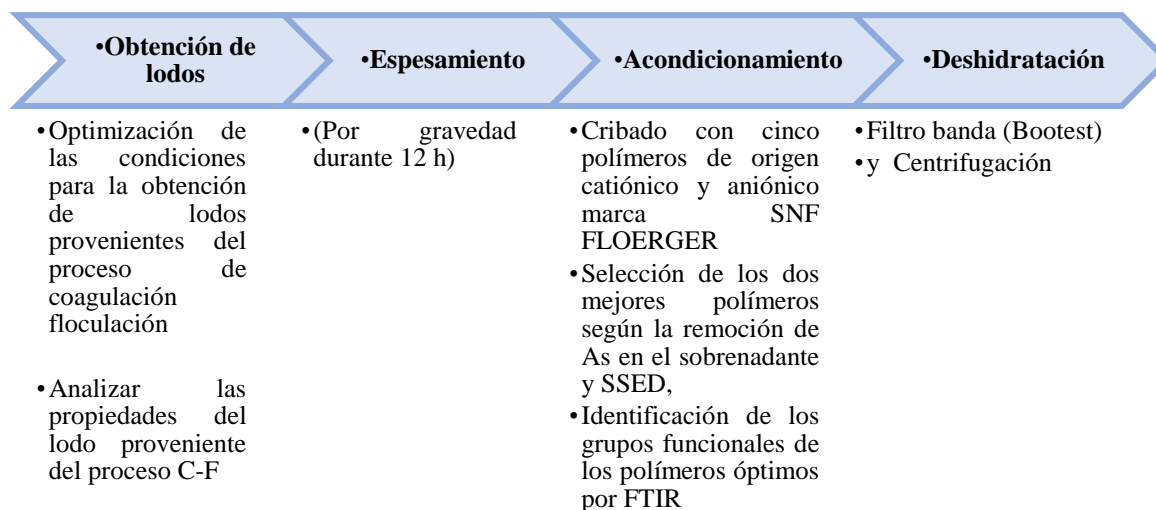 •Obtención de
lodos
•Espesamiento
•Acondicionamiento
•Deshidratación
•Optimización de
las condiciones
para la obtención
de lodos
provenientes del
proceso de
coagulación
floculación
•Analizar las
propiedades del
lodo proveniente
del proceso C-F
•(Por gravedad
durante 12 h)
•Cribado con cinco
polímeros de origen
catiónico y aniónico
marca SNF
FLOERGER
•Selección de los dos
mejores polímeros
según la remoción de
As en el sobrenadante
y SSED,
•Identificación de los
grupos funcionales de
los polímeros óptimos
por FTIR
•Filtro banda (Bootest)
•y Centrifugación